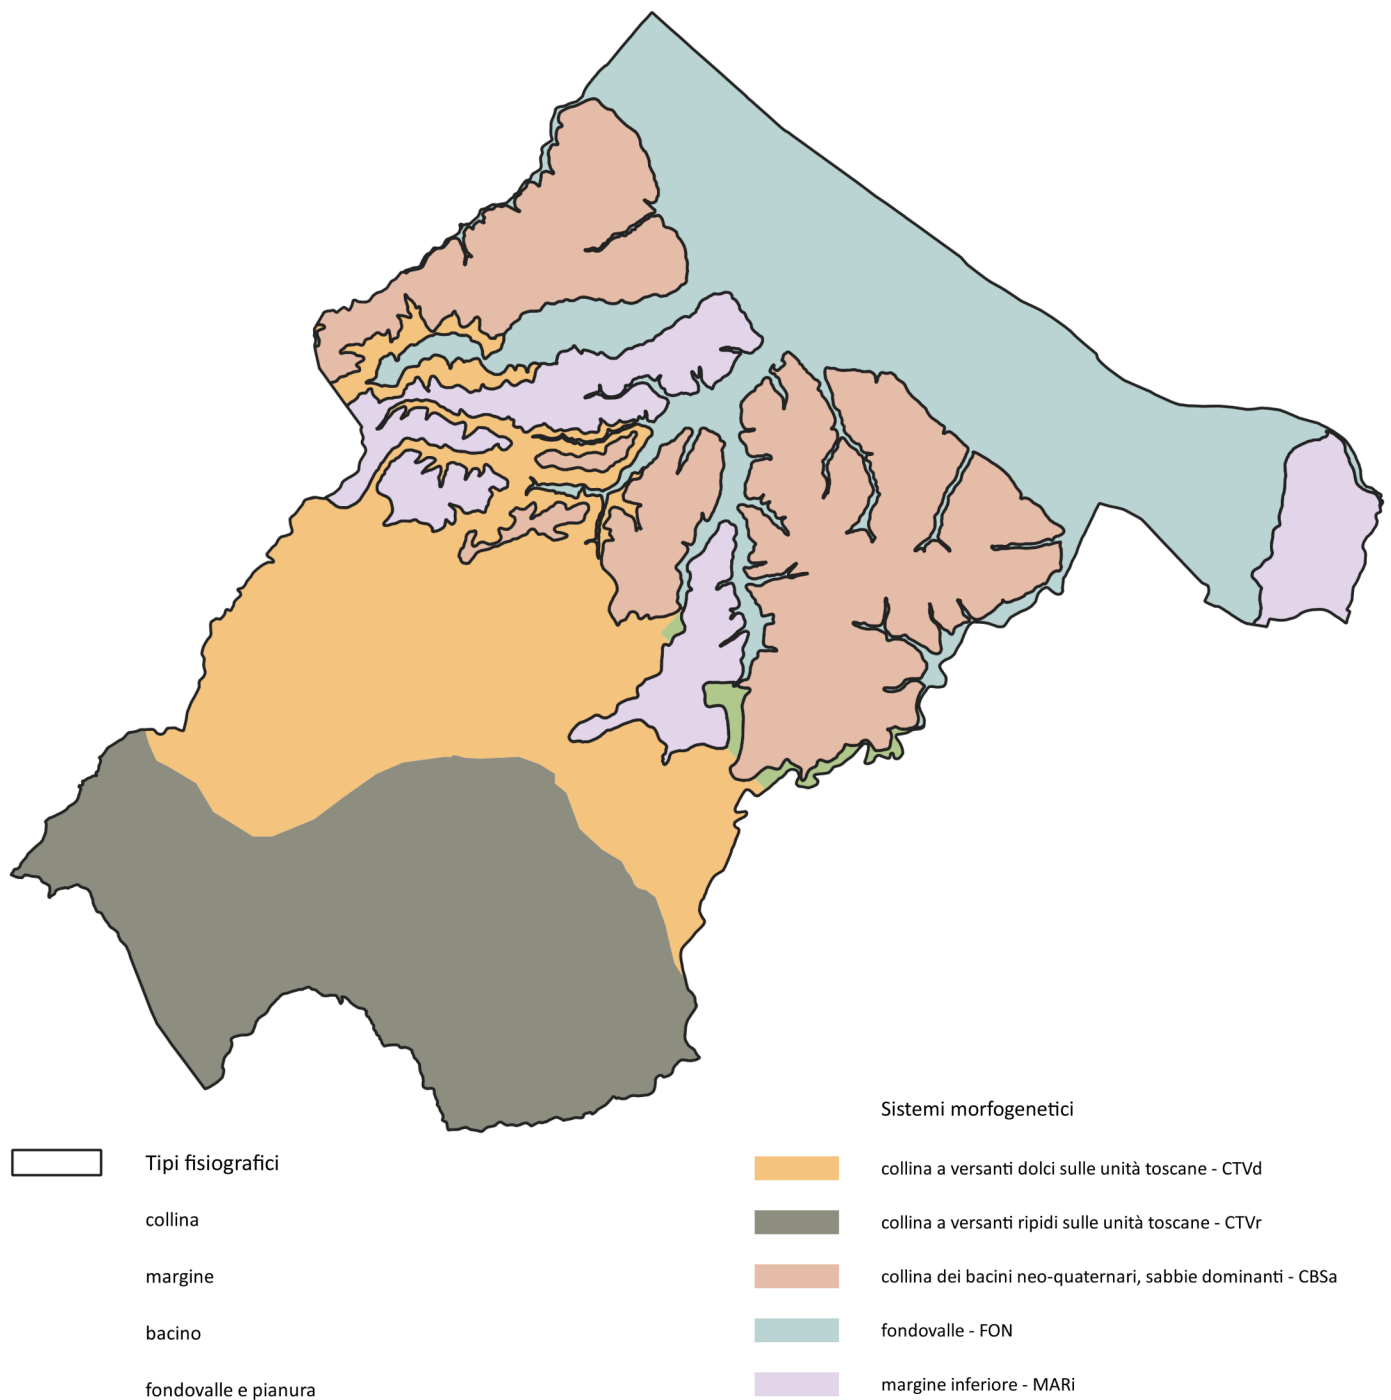 Sistemi morfogenetici
Tipi fisiografici
collina
margine
bacino
fondovalle e pianura
collina a versanti dolci sulle unità toscane - CTVd
collina a versanti ripidi sulle unità toscane - CTVr
collina dei bacini neo-quaternari, sabbie dominanti - CBSa
fondovalle - FON
margine inferiore - MARi